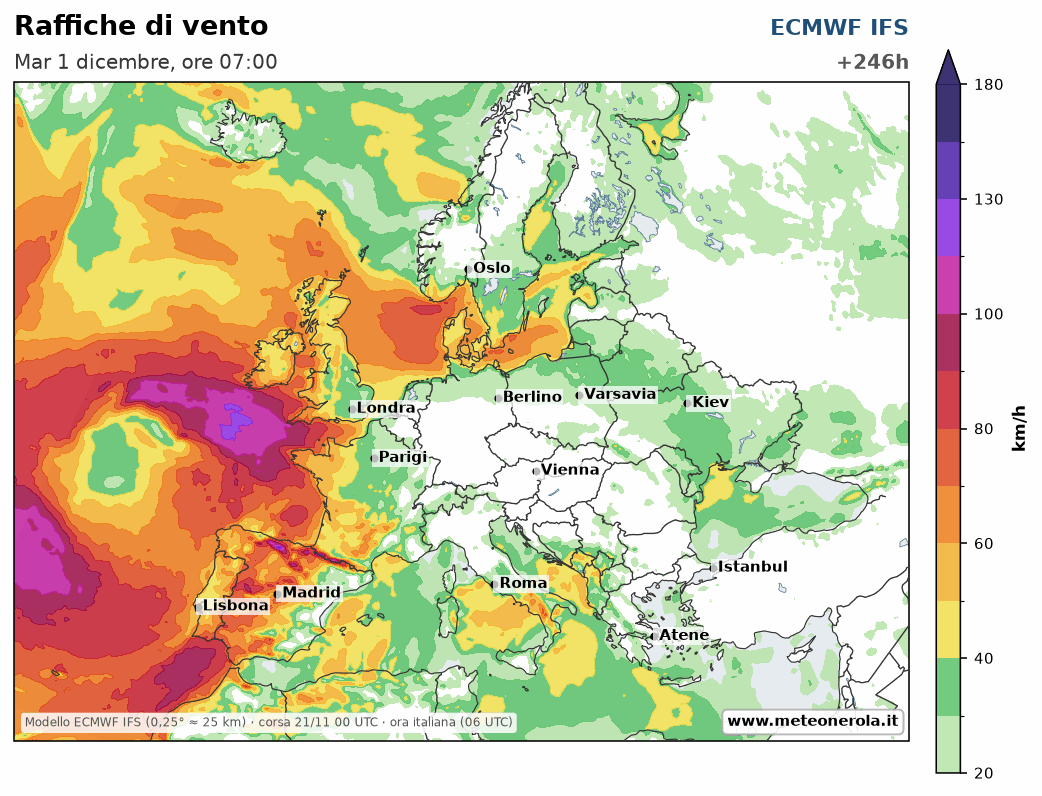 Raffiche di vento
ECMWF IFS
Mar 1 dicembre, ore 07:00
+246h
180
130
100
80
60
40
20
km/h
Oslo
Berlino
Varsavia
Kiev
Londra
Parigi
Vienna
Istanbul
Roma
Madrid
Lisbona
Atene
Modello ECMWF IFS (0,25° ≈ 25 km) · corsa 21/11 00 UTC · ora italiana (06 UTC)
www.meteonerola.it